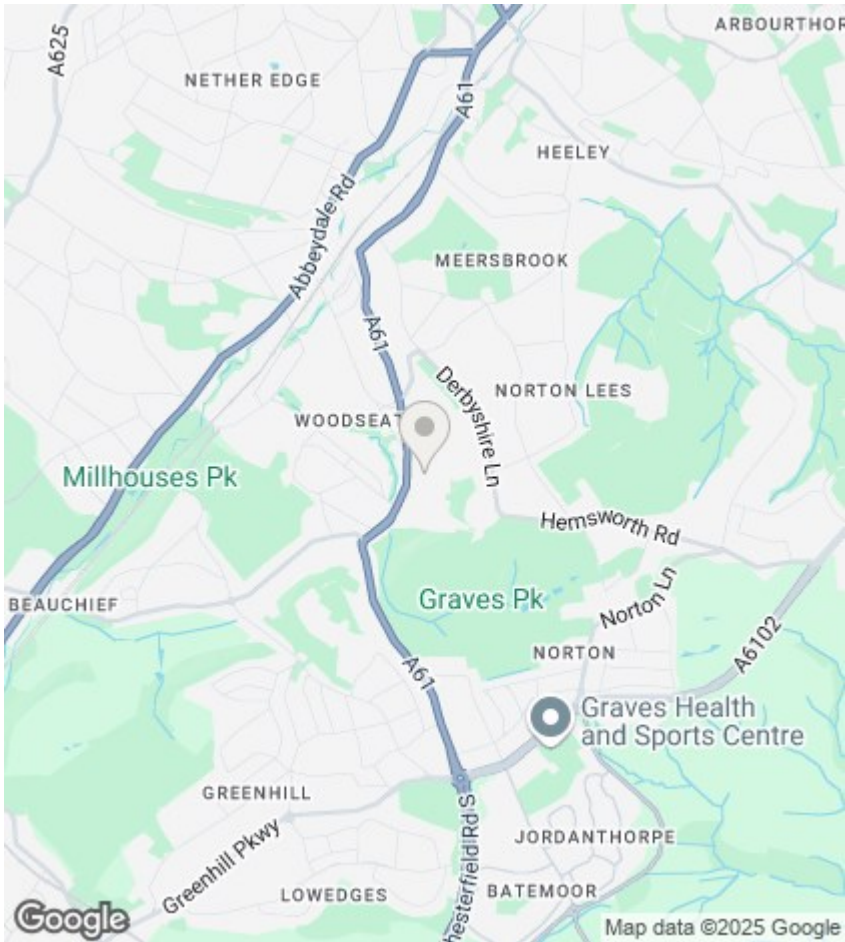 A625
ARBOURTHOR
NETHER EDGE
A61
HEELEY
Abbeydale Rd
MEERSBROOK
A61
Derbyshire Ln
NORTON LEES
WOODSEAT
Millhouses Pk
Hemsworth Rd
Graves Pk
Norton Ln
BEAUCHIEF
NORTON
A6102
A61
Graves Health
and Sports Centre
GREENHILL
Greenhill Pkwy
hesterfield Rd S
JORDANTHORPE
LOWEDGES
BATEMOOR
Google
Map data ©2025 Google